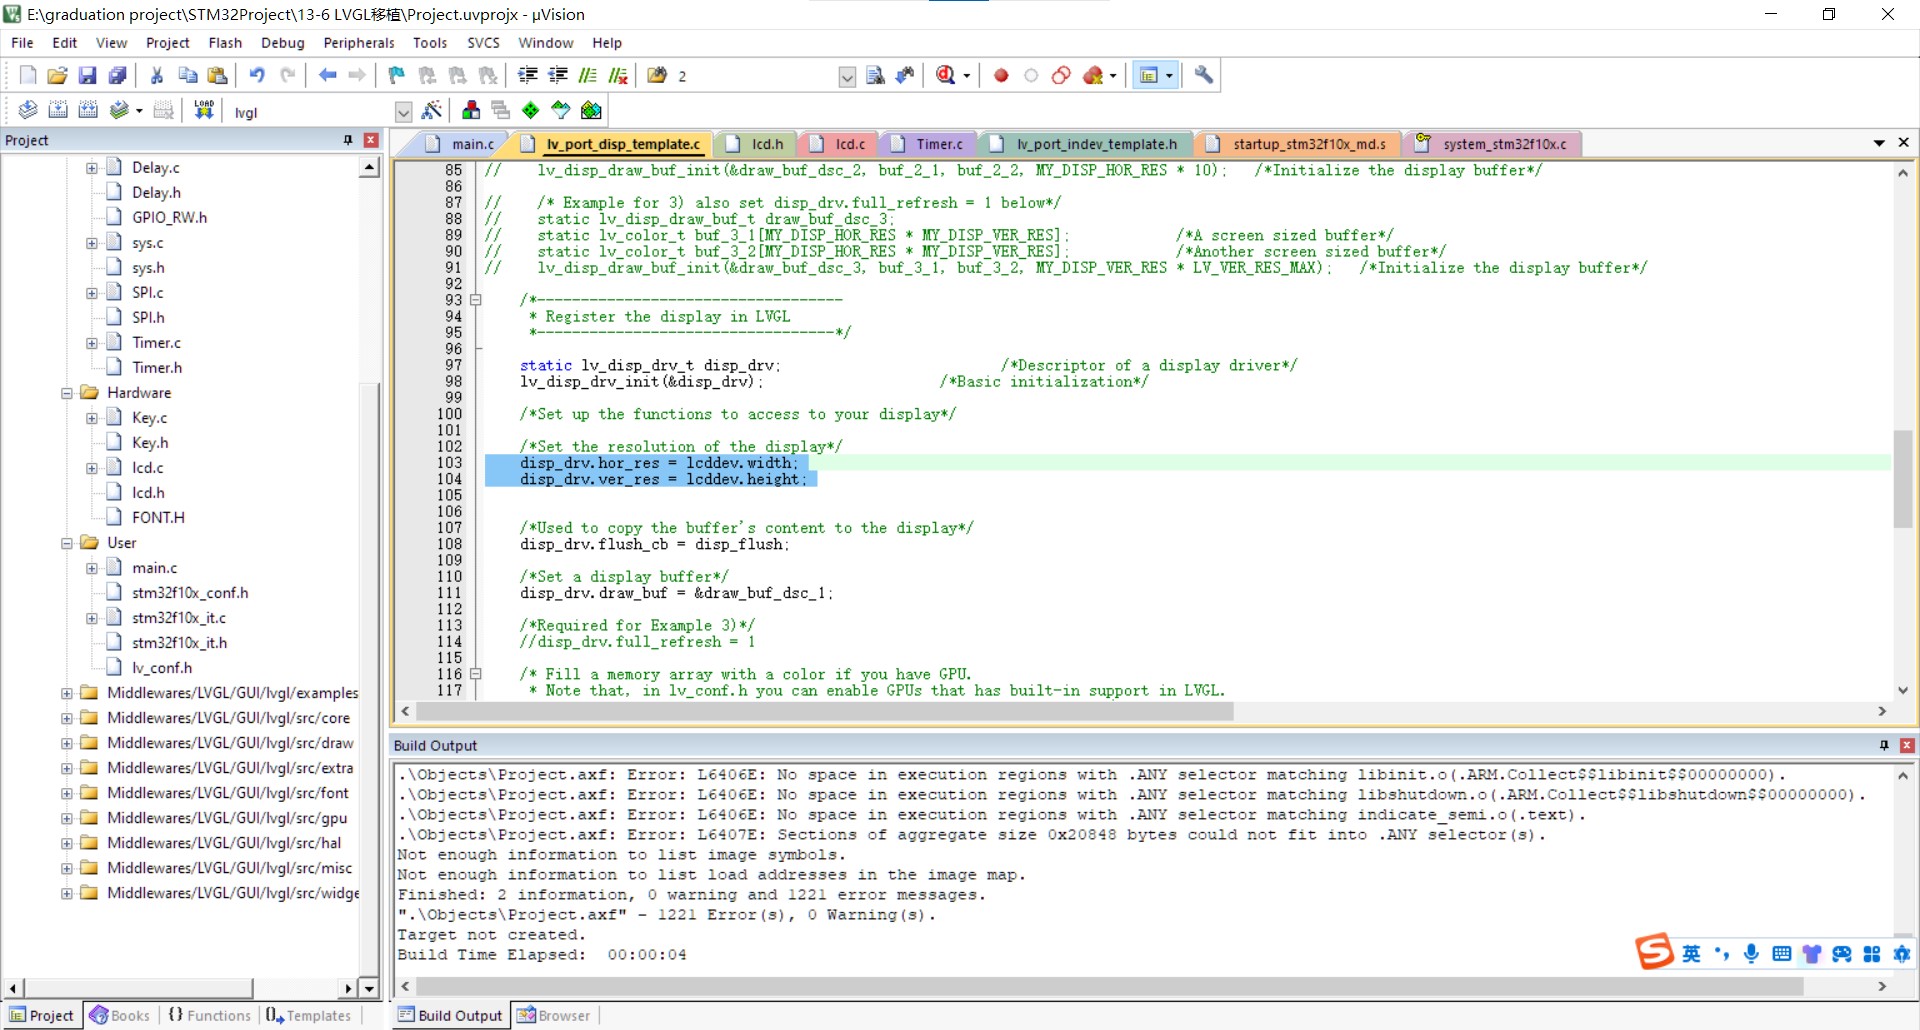 E:\graduation project\STM32Project\13-6 LVGL移植\Project.uvprojx - µVision
File Edit View Project Flash Debug Peripherals Tools SVCS Window Help
2
LOAD lvgl
Project
main.c lv_port_disp_template.c lcd.h lcd.c Timer.c lv_port_indev_template.h startup_stm32f10x_md.s system_stm32f10x.c
Delay.c
Delay.h
GPIO_RW.h
sys.c
sys.h
SPI.c
SPI.h
Timer.c
Timer.h
Hardware
Key.c
Key.h
lcd.c
lcd.h
FONT.H
User
main.c
stm32f10x_conf.h
stm32f10x_it.c
stm32f10x_it.h
lv_conf.h
Middlewares/LVGL/GUI/lvgl/examples
Middlewares/LVGL/GUI/lvgl/src/core
Middlewares/LVGL/GUI/lvgl/src/draw
Middlewares/LVGL/GUI/lvgl/src/extra
Middlewares/LVGL/GUI/lvgl/src/font
Middlewares/LVGL/GUI/lvgl/src/gpu
Middlewares/LVGL/GUI/lvgl/src/hal
Middlewares/LVGL/GUI/lvgl/src/misc
Middlewares/LVGL/GUI/lvgl/src/widge
85 // lv_disp_draw_buf_init(&draw_buf_dsc_2, buf_2_1, buf_2_2, MY_DISP_HOR_RES * 10); /*Initialize the display buffer*/
86
87 // /* Example for 3) also set disp_drv.full_refresh = 1 below*/
88 // static lv_disp_draw_buf_t draw_buf_dsc_3;
89 // static lv_color_t buf_3_1[MY_DISP_HOR_RES * MY_DISP_VER_RES]; /*A screen sized buffer*/
90 // static lv_color_t buf_3_2[MY_DISP_HOR_RES * MY_DISP_VER_RES]; /*Another screen sized buffer*/
91 // lv_disp_draw_buf_init(&draw_buf_dsc_3, buf_3_1, buf_3_2, MY_DISP_VER_RES * LV_VER_RES_MAX); /*Initialize the display buffer*/
92
93 /*-----------------------------------
94 * Register the display in LVGL
95 *----------------------------------*/
96
97 static lv_disp_drv_t disp_drv; /*Descriptor of a display driver*/
98 lv_disp_drv_init(&disp_drv); /*Basic initialization*/
99
100 /*Set up the functions to access to your display*/
101
102 /*Set the resolution of the display*/
103 disp_drv.hor_res = lcddev.width;
104 disp_drv.ver_res = lcddev.height;
105
106
107 /*Used to copy the buffer's content to the display*/
108 disp_drv.flush_cb = disp_flush;
109
110 /*Set a display buffer*/
111 disp_drv.draw_buf = &draw_buf_dsc_1;
112
113 /*Required for Example 3)*/
114 //disp_drv.full_refresh = 1
115
116 /* Fill a memory array with a color if you have GPU.
117 * Note that, in lv_conf.h you can enable GPUs that has built-in support in LVGL.
Build Output
.\Objects\Project.axf: Error: L6406E: No space in execution regions with .ANY selector matching libinit.o(.ARM.Collect$$libinit$$00000000).
.\Objects\Project.axf: Error: L6406E: No space in execution regions with .ANY selector matching libshutdown.o(.ARM.Collect$$libshutdown$$00000000).
.\Objects\Project.axf: Error: L6406E: No space in execution regions with .ANY selector matching indicate_semi.o(.text).
.\Objects\Project.axf: Error: L6407E: Sections of aggregate size 0x20848 bytes could not fit into .ANY selector(s).
Not enough information to list image symbols.
Not enough information to list load addresses in the image map.
Finished: 2 information, 0 warning and 1221 error messages.
".\Objects\Project.axf" - 1221 Error(s), 0 Warning(s).
Target not created.
Build Time Elapsed: 00:00:04
S 英
Project Books {} Functions Templates
Build Output Browser